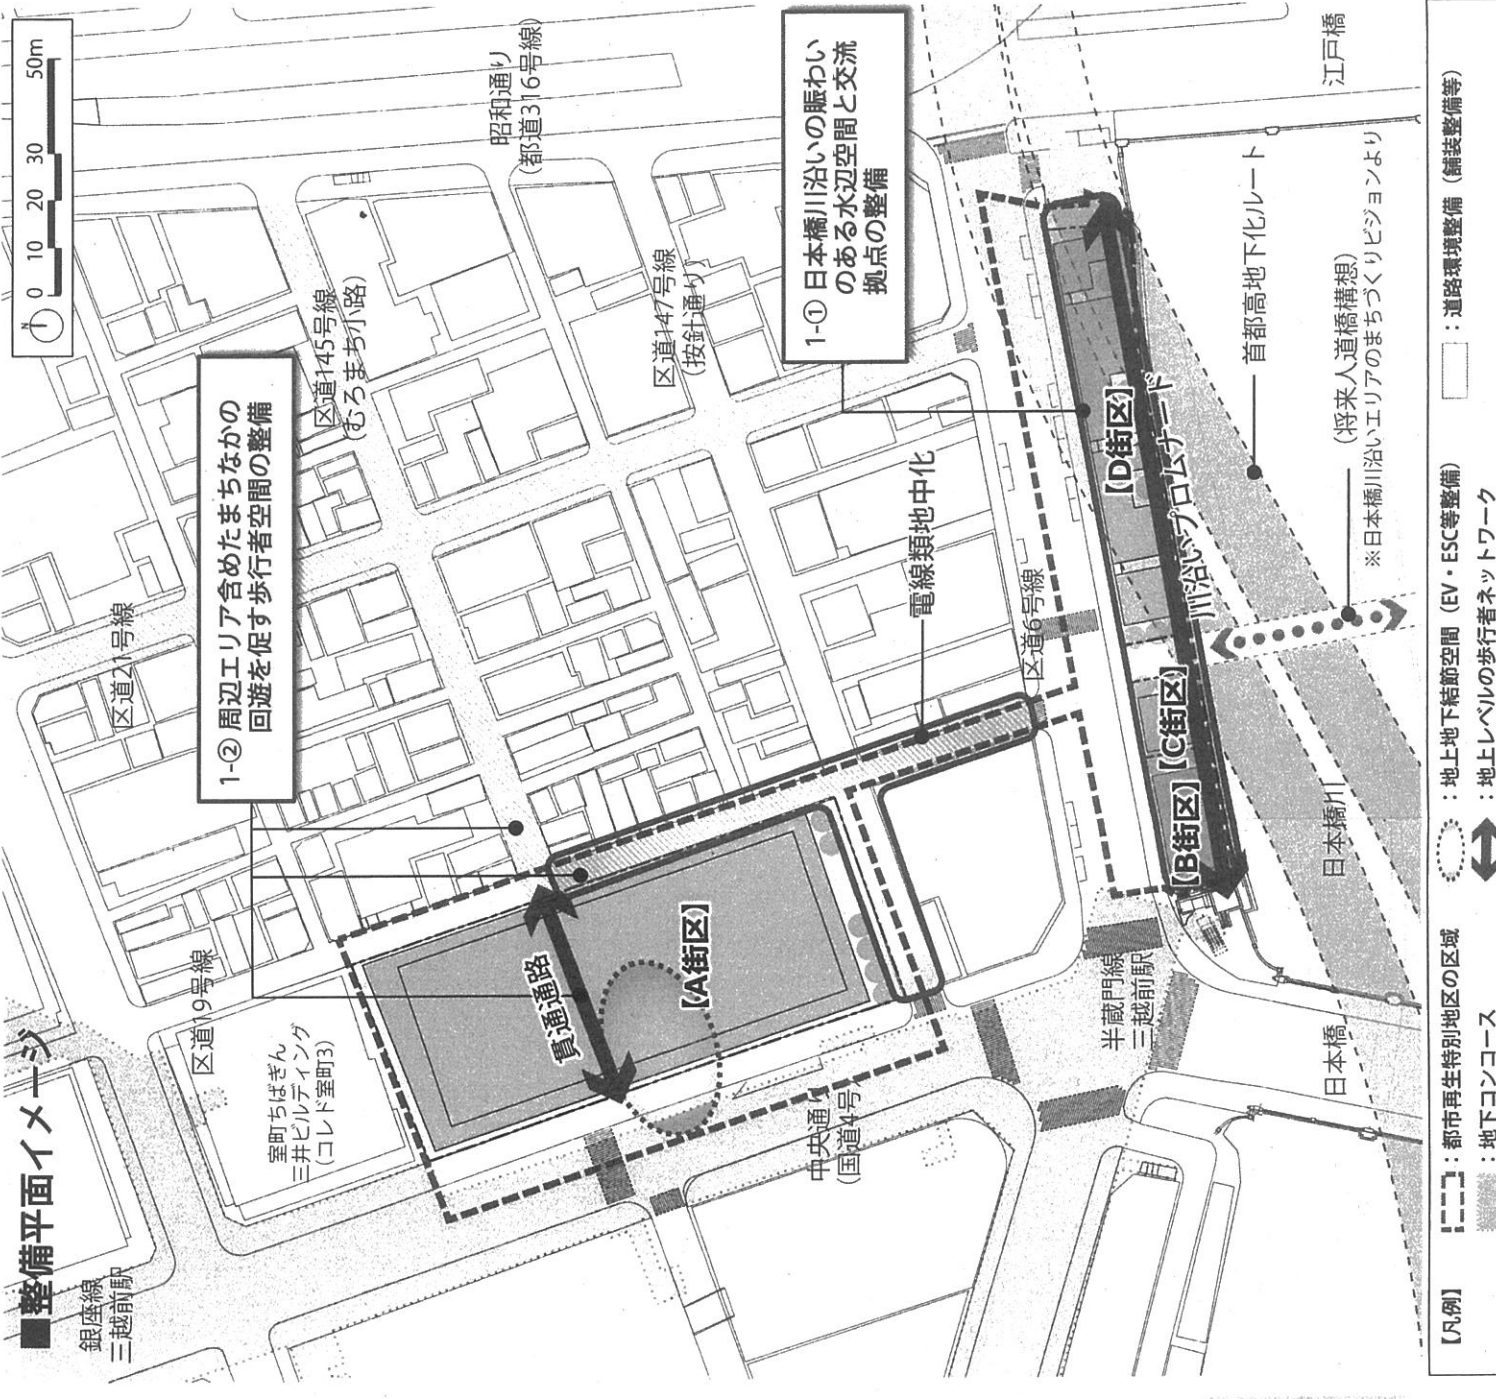 ■整備平面イメージ
銀座線
三越前駅
0 10 20 30 50m
N
1-② 周辺エリア含めたまちなかの
回遊を促す歩行者空間の整備
区道21号線
区道19号線
区道145号線
(むろまち小路)
昭和通り
(都道316号線)
区道147号線
(按針通り)
室町ちばぎん
三井ビルディング
(コレド室町3)
貫通通路
【A街区】
1-① 日本橋川沿いの賑わい
のある水辺空間と交流
拠点の整備
電線類地中化
区道6号線
中央通り
(国道4号)
半蔵門線
三越前駅
【B街区】
【C街区】
【D街区】
川沿いプロムナード
江戸橋
日本橋
日本橋川
首都高地下化ルート
(将来人道橋構想)
※日本橋川沿いエリアのまちづくりビジョンより
【凡例】
:都市再生特別地区の区域
:地上地下結節空間(EV・ESC等整備)
:道路環境整備(舗装整備等)
:地下コンコース
:地上レベルの歩行者ネットワーク